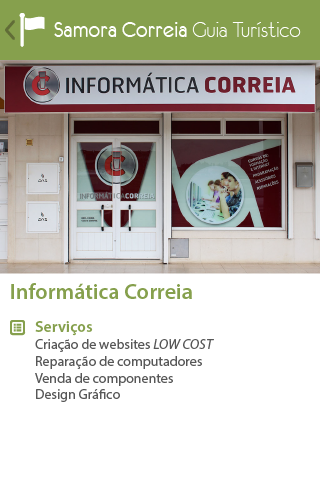 Samora Correia Guia Turístico
INFORMÁTICA CORREIA
INFORMÁTICACORREIA
Informática Correia
Serviços
Criação de websites LOW COST
Reparação de computadores
Venda de componentes
Design Gráfico